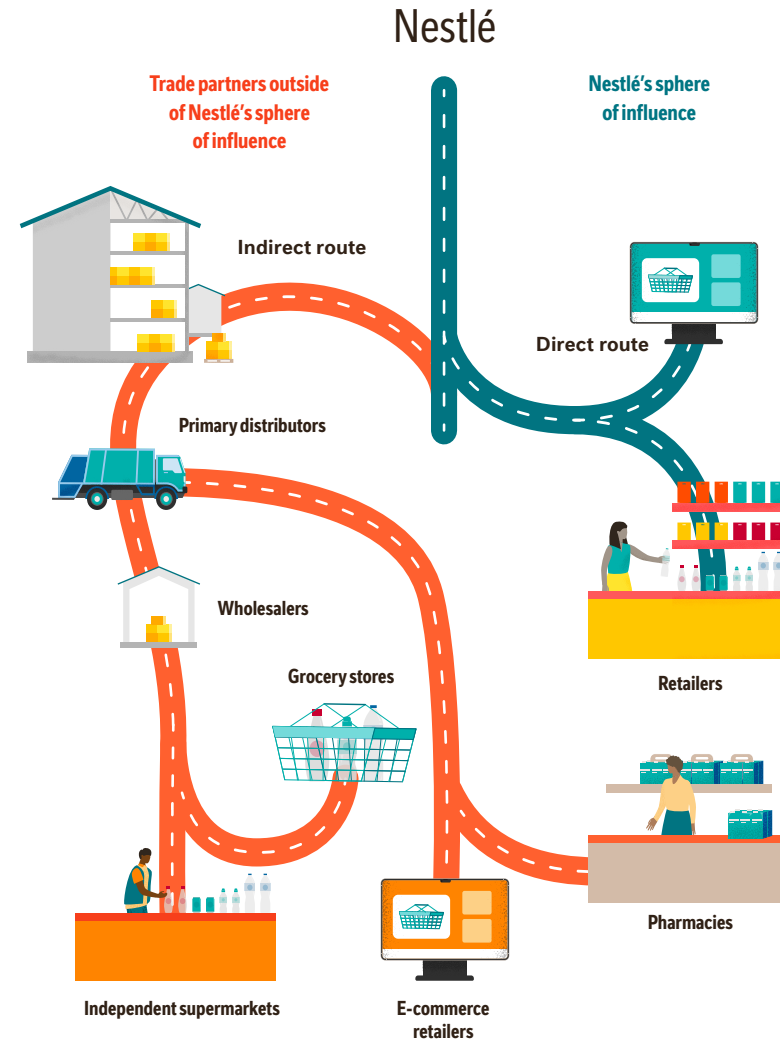 Nestlé
Trade partners outside
of Nestlé’s sphere
of influence
Nestlé’s sphere
of influence
Indirect route
Direct route
Primary distributors
Wholesalers
Grocery stores
Retailers
Pharmacies
Independent supermarkets
E-commerce
retailers